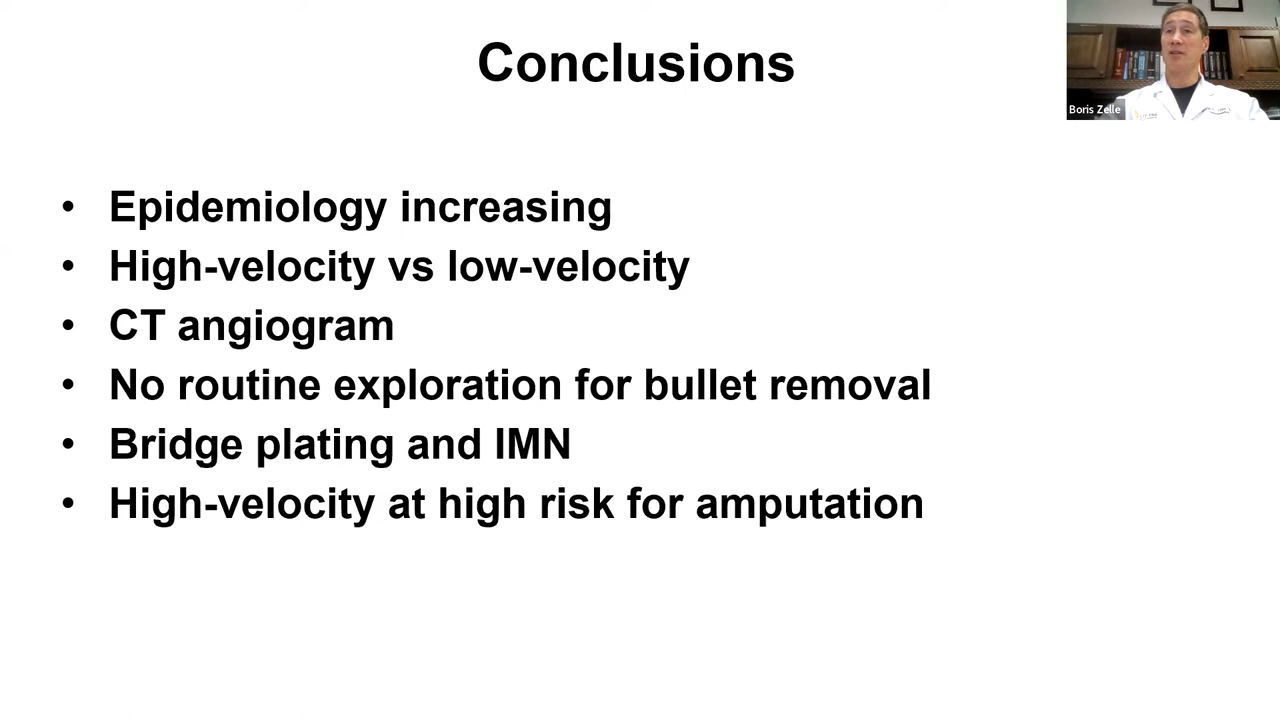 Conclusions
Boris Zelle
• Epidemiology increasing
• High-velocity vs low-velocity
• CT angiogram
• No routine exploration for bullet removal
• Bridge plating and IMN
• High-velocity at high risk for amputation